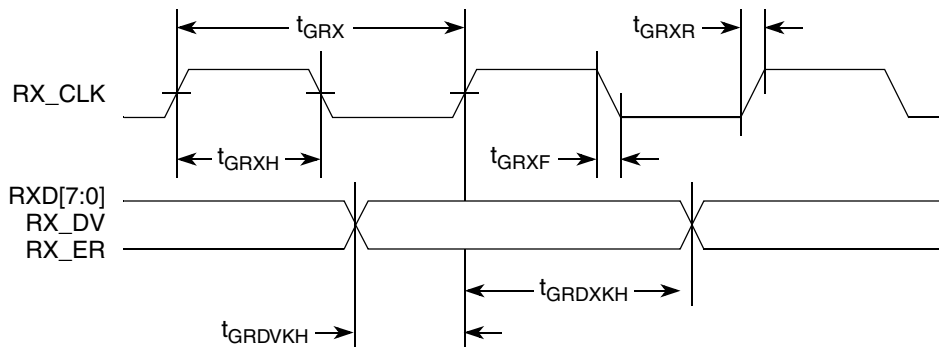 tGRX
tGRXR
RX_CLK
tGRXH
tGRXF
RXD[7:0]
RX_DV
RX_ER
tGRDXKH
tGRDVKH